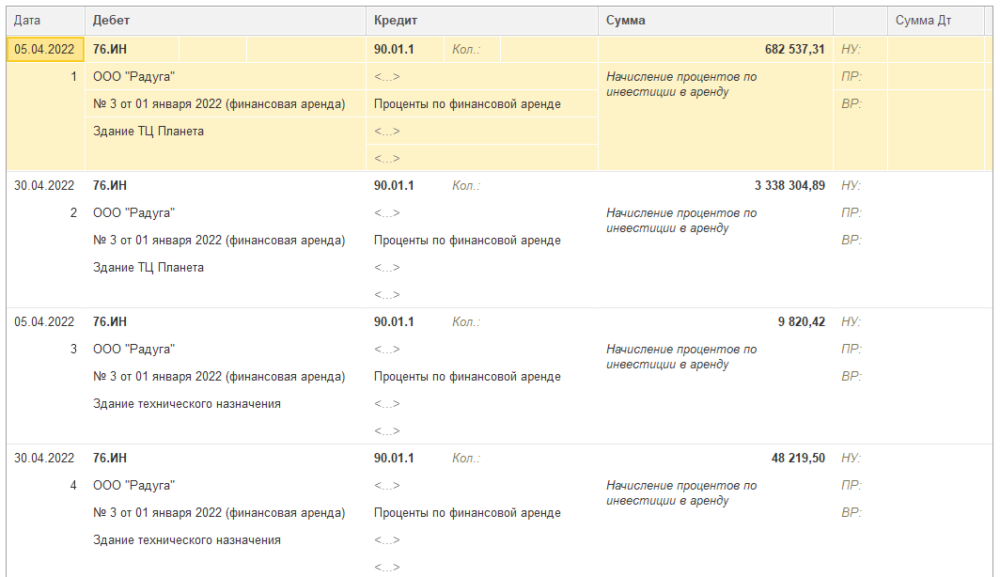 Дата Дебет Кредит Сумма Сумма Дт
05.04.2022 76.ИН 90.01.1 Кол.: 682 537,31 НУ:
1 ООО "Радуга" <...> Начисление процентов по ПР:
инвестиции в аренду
№ 3 от 01 января 2022 (финансовая аренда) Проценты по финансовой аренде ВР:
Здание ТЦ Планета <...>
<...>
30.04.2022 76.ИН 90.01.1 Кол.: 3 338 304,89 НУ:
2 ООО "Радуга" <...> Начисление процентов по ПР:
инвестиции в аренду
№ 3 от 01 января 2022 (финансовая аренда) Проценты по финансовой аренде ВР:
Здание ТЦ Планета <...>
<...>
05.04.2022 76.ИН 90.01.1 Кол.: 9 820,42 НУ:
3 ООО "Радуга" <...> Начисление процентов по ПР:
инвестиции в аренду
№ 3 от 01 января 2022 (финансовая аренда) Проценты по финансовой аренде ВР:
Здание технического назначения <...>
<...>
30.04.2022 76.ИН 90.01.1 Кол.: 48 219,50 НУ:
4 ООО "Радуга" <...> Начисление процентов по ПР:
инвестиции в аренду
№ 3 от 01 января 2022 (финансовая аренда) Проценты по финансовой аренде ВР:
Здание технического назначения <...>
<...>